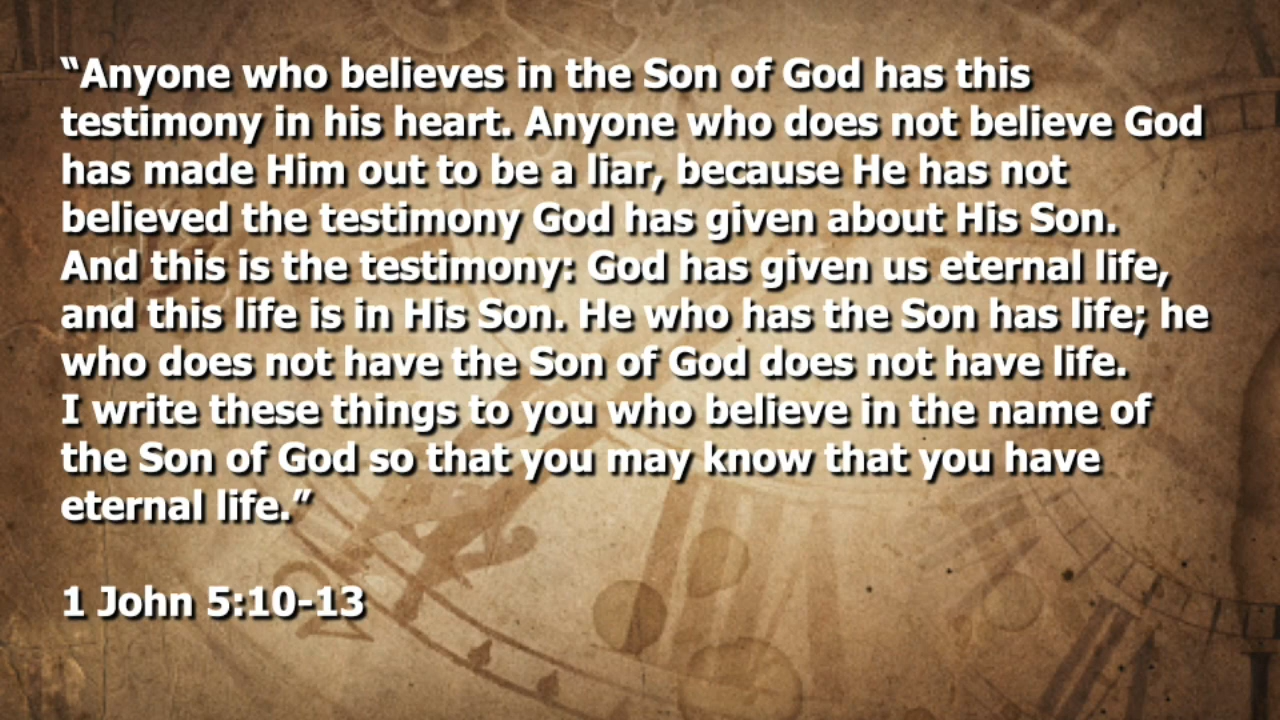 “Anyone who believes in the Son of God has this
testimony in his heart. Anyone who does not believe God
has made Him out to be a liar, because He has not
believed the testimony God has given about His Son.
And this is the testimony: God has given us eternal life,
and this life is in His Son. He who has the Son has life; he
who does not have the Son of God does not have life.
I write these things to you who believe in the name of
the Son of God so that you may know that you have
eternal life.”
1 John 5:10-13